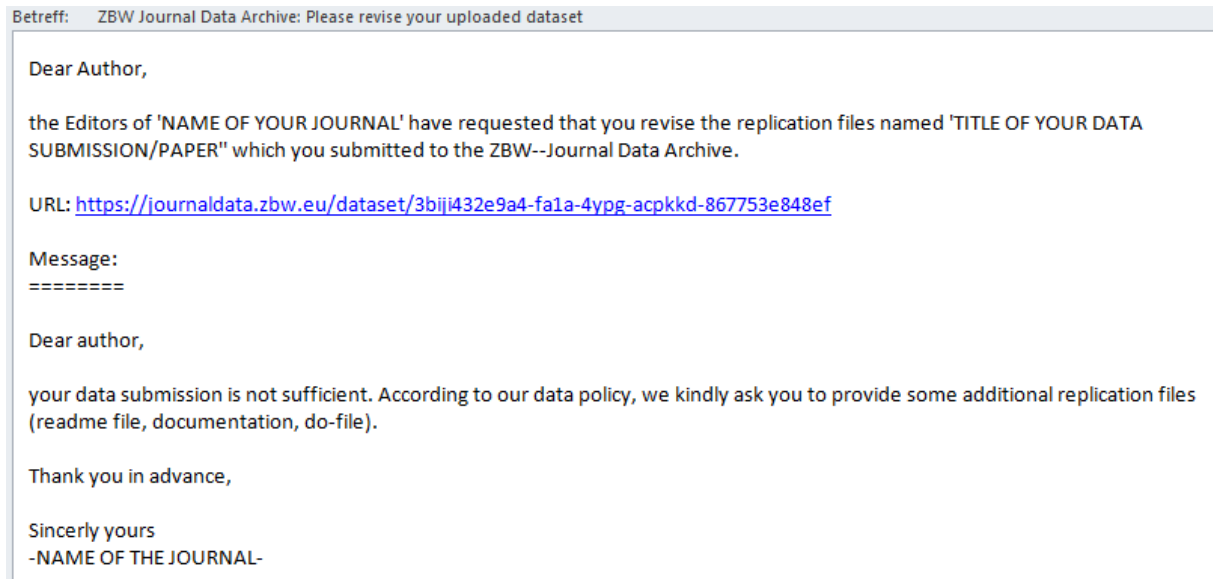 Betreff: ZBW Journal Data Archive: Please revise your uploaded dataset
Dear Author,
the Editors of 'NAME OF YOUR JOURNAL' have requested that you revise the replication files named 'TITLE OF YOUR DATA
SUBMISSION/PAPER" which you submitted to the ZBW--Journal Data Archive.
URL: https://journaldata.zbw.eu/dataset/3biji432e9a4-fa1a-4ypg-acpkkd-867753e848ef
Message:
========
Dear author,
your data submission is not sufficient. According to our data policy, we kindly ask you to provide some additional replication files
(readme file, documentation, do-file).
Thank you in advance,
Sincerly yours
-NAME OF THE JOURNAL-